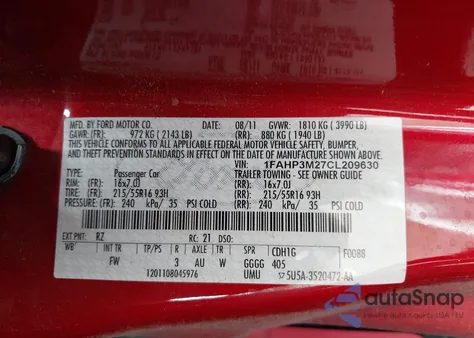 MFD. BY FORD MOTOR CO.
DATE: 08/11 GVWR: 1810 KG ( 3990 LB)
GAWR: (FR): 972 KG ( 2143 LB) (RR): 880 KG ( 1940 LB)
THIS VEHICLE CONFORMS TO ALL APPLICABLE FEDERAL MOTOR VEHICLE
SAFETY, BUMPER, AND THEFT PREVENTION STANDARDS IN EFFECT ON THE
DATE OF MANUFACTURE SHOWN ABOVE.
VIN: 1FAHP3M27CL209630
TYPE: Passenger Car TRAILER TOWING - SEE OWNERS GUIDE
RIM: (FR): 16x7.0J (RR): 16x7.0J
TIRE: 215/55R16 93H 215/55R16 93H
PRESSURE: (FR): 240 kPa/ 35 PSI COLD (RR): 240 kPa/ 35 PSI COLD
EXT PNT: RZ RC: 21 DSO:
WB INT TR TP/PS R AX TR SPR CDH1G F0088
FW 3 AU W GGGG 405
1201108045976 UMU 5U5A-3520472-AA
autoSnap